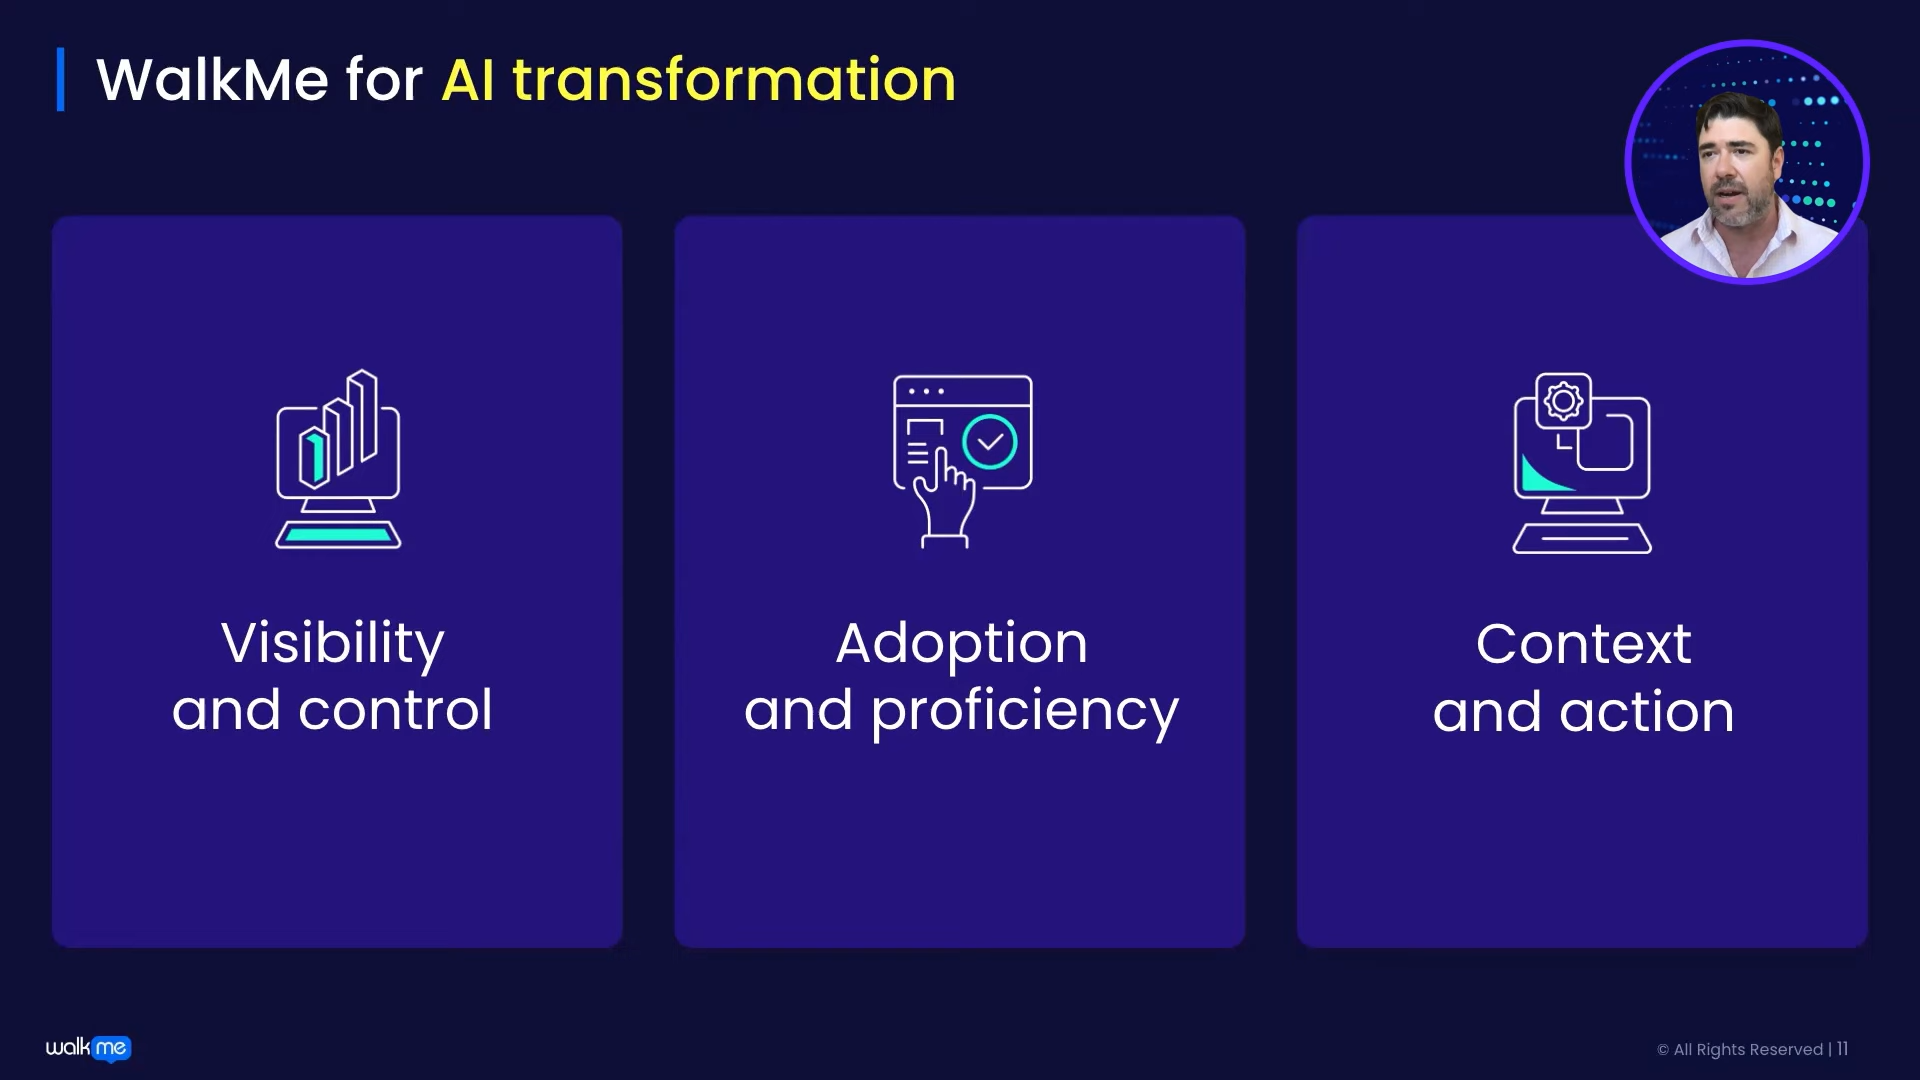 WalkMe for AI transformation
Visibility
and control
Adoption
and proficiency
Context
and action
walkme
© All Rights Reserved | 11